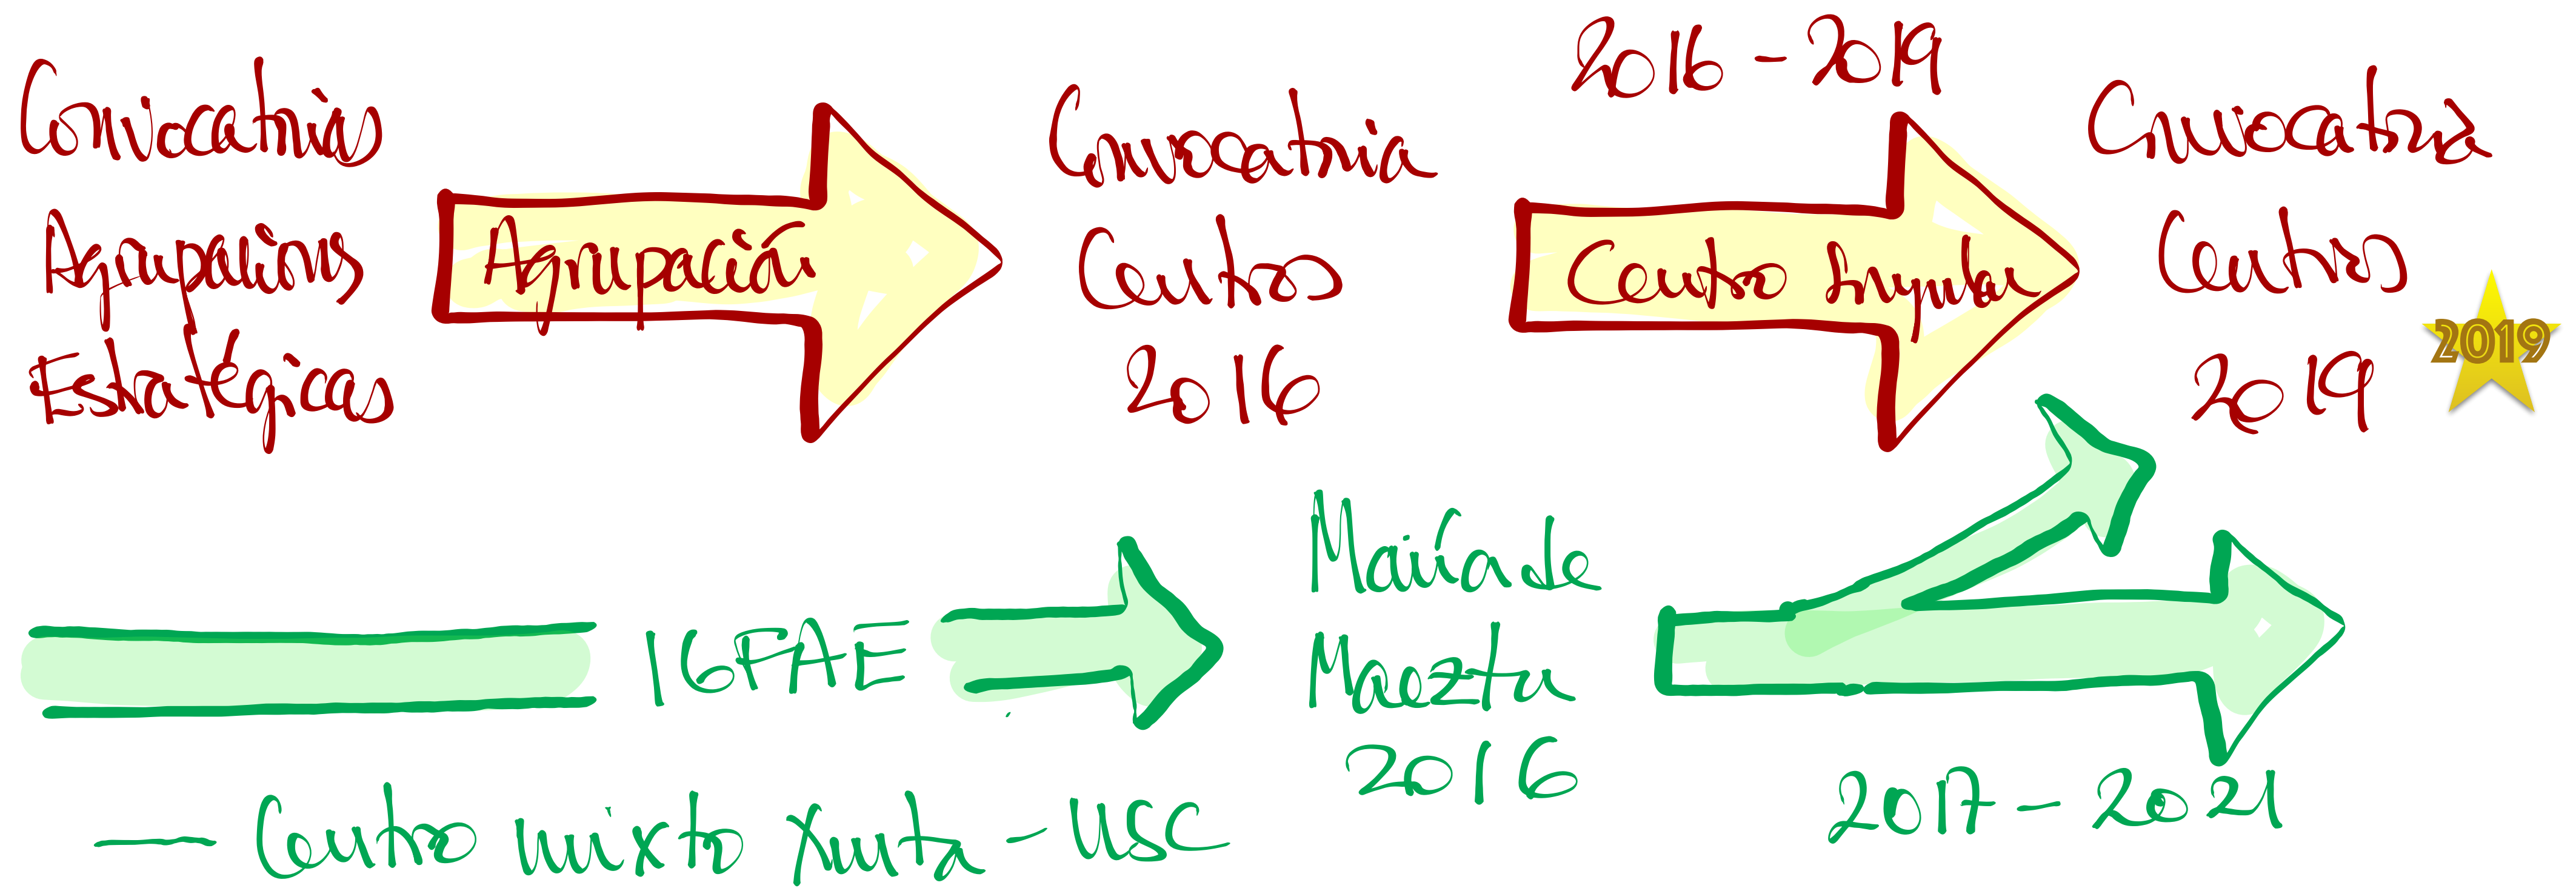 Convocatorias
Agrupaciones
Estratégicas
Agrupación
Convocatoria
Centros
2016
2016 - 2019
Centro Singular
Convocatoria
Centros
2019
2019
IGFAE
María de
Maeztu
2016
2017 - 2021
— Centro mixto Xunta - USC